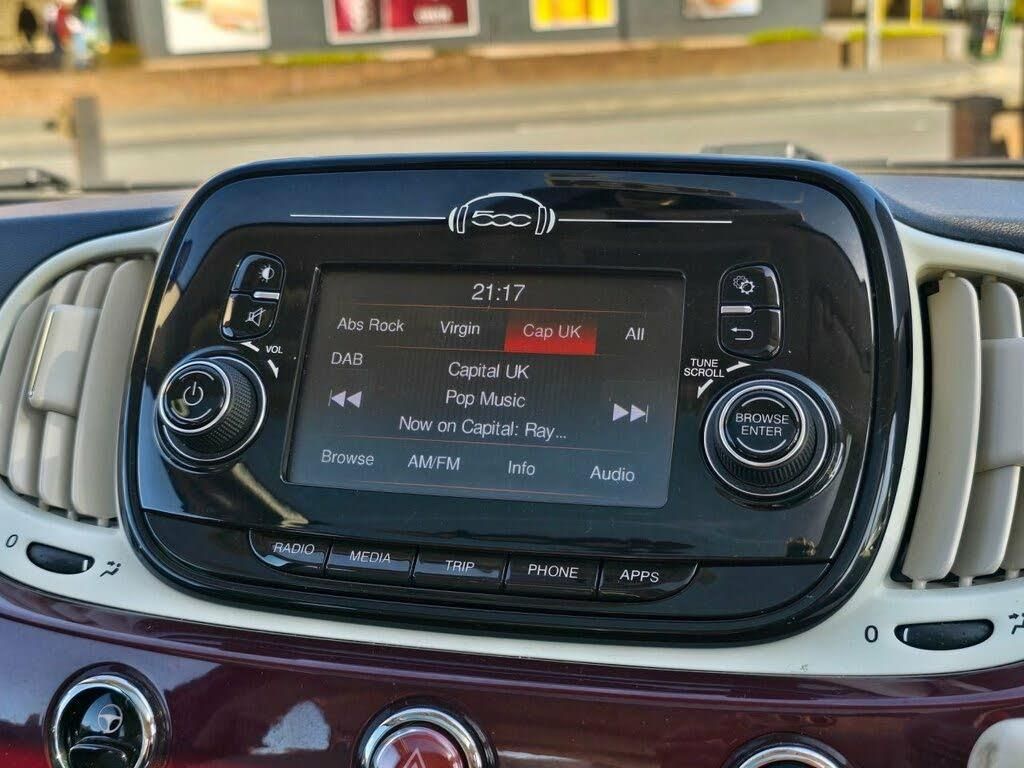 500
21:17
Abs Rock Virgin Cap UK All
DAB
Capital UK
Pop Music
Now on Capital: Ray...
Browse AM/FM Info Audio
VOL
TUNE
SCROLL
BROWSE
ENTER
RADIO MEDIA TRIP PHONE APPS
0
0